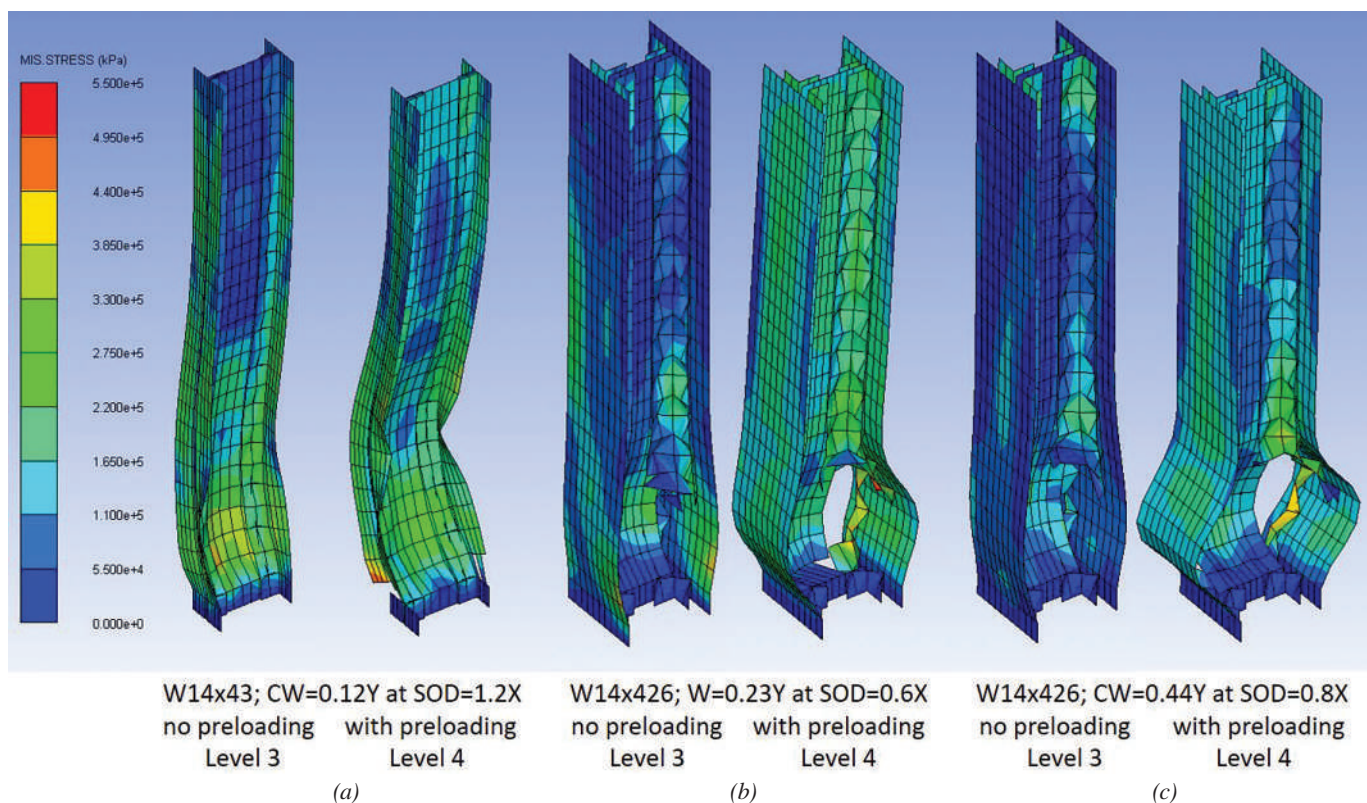 MIS.STRESS (kPa)
5.500e+5
4.950e+5
4.400e+5
3.850e+5
3.300e+5
2.750e+5
2.200e+5
1.650e+5
1.100e+5
5.500e+4
0.000e+0
W14x43; CW=0.12Y at SOD=1.2X
no preloading with preloading
Level 3 Level 4
(a)
W14x426; W=0.23Y at SOD=0.6X
no preloading with preloading
Level 3 Level 4
(b)
W14x426; CW=0.44Y at SOD=0.8X
no preloading with preloading
Level 3 Level 4
(c)